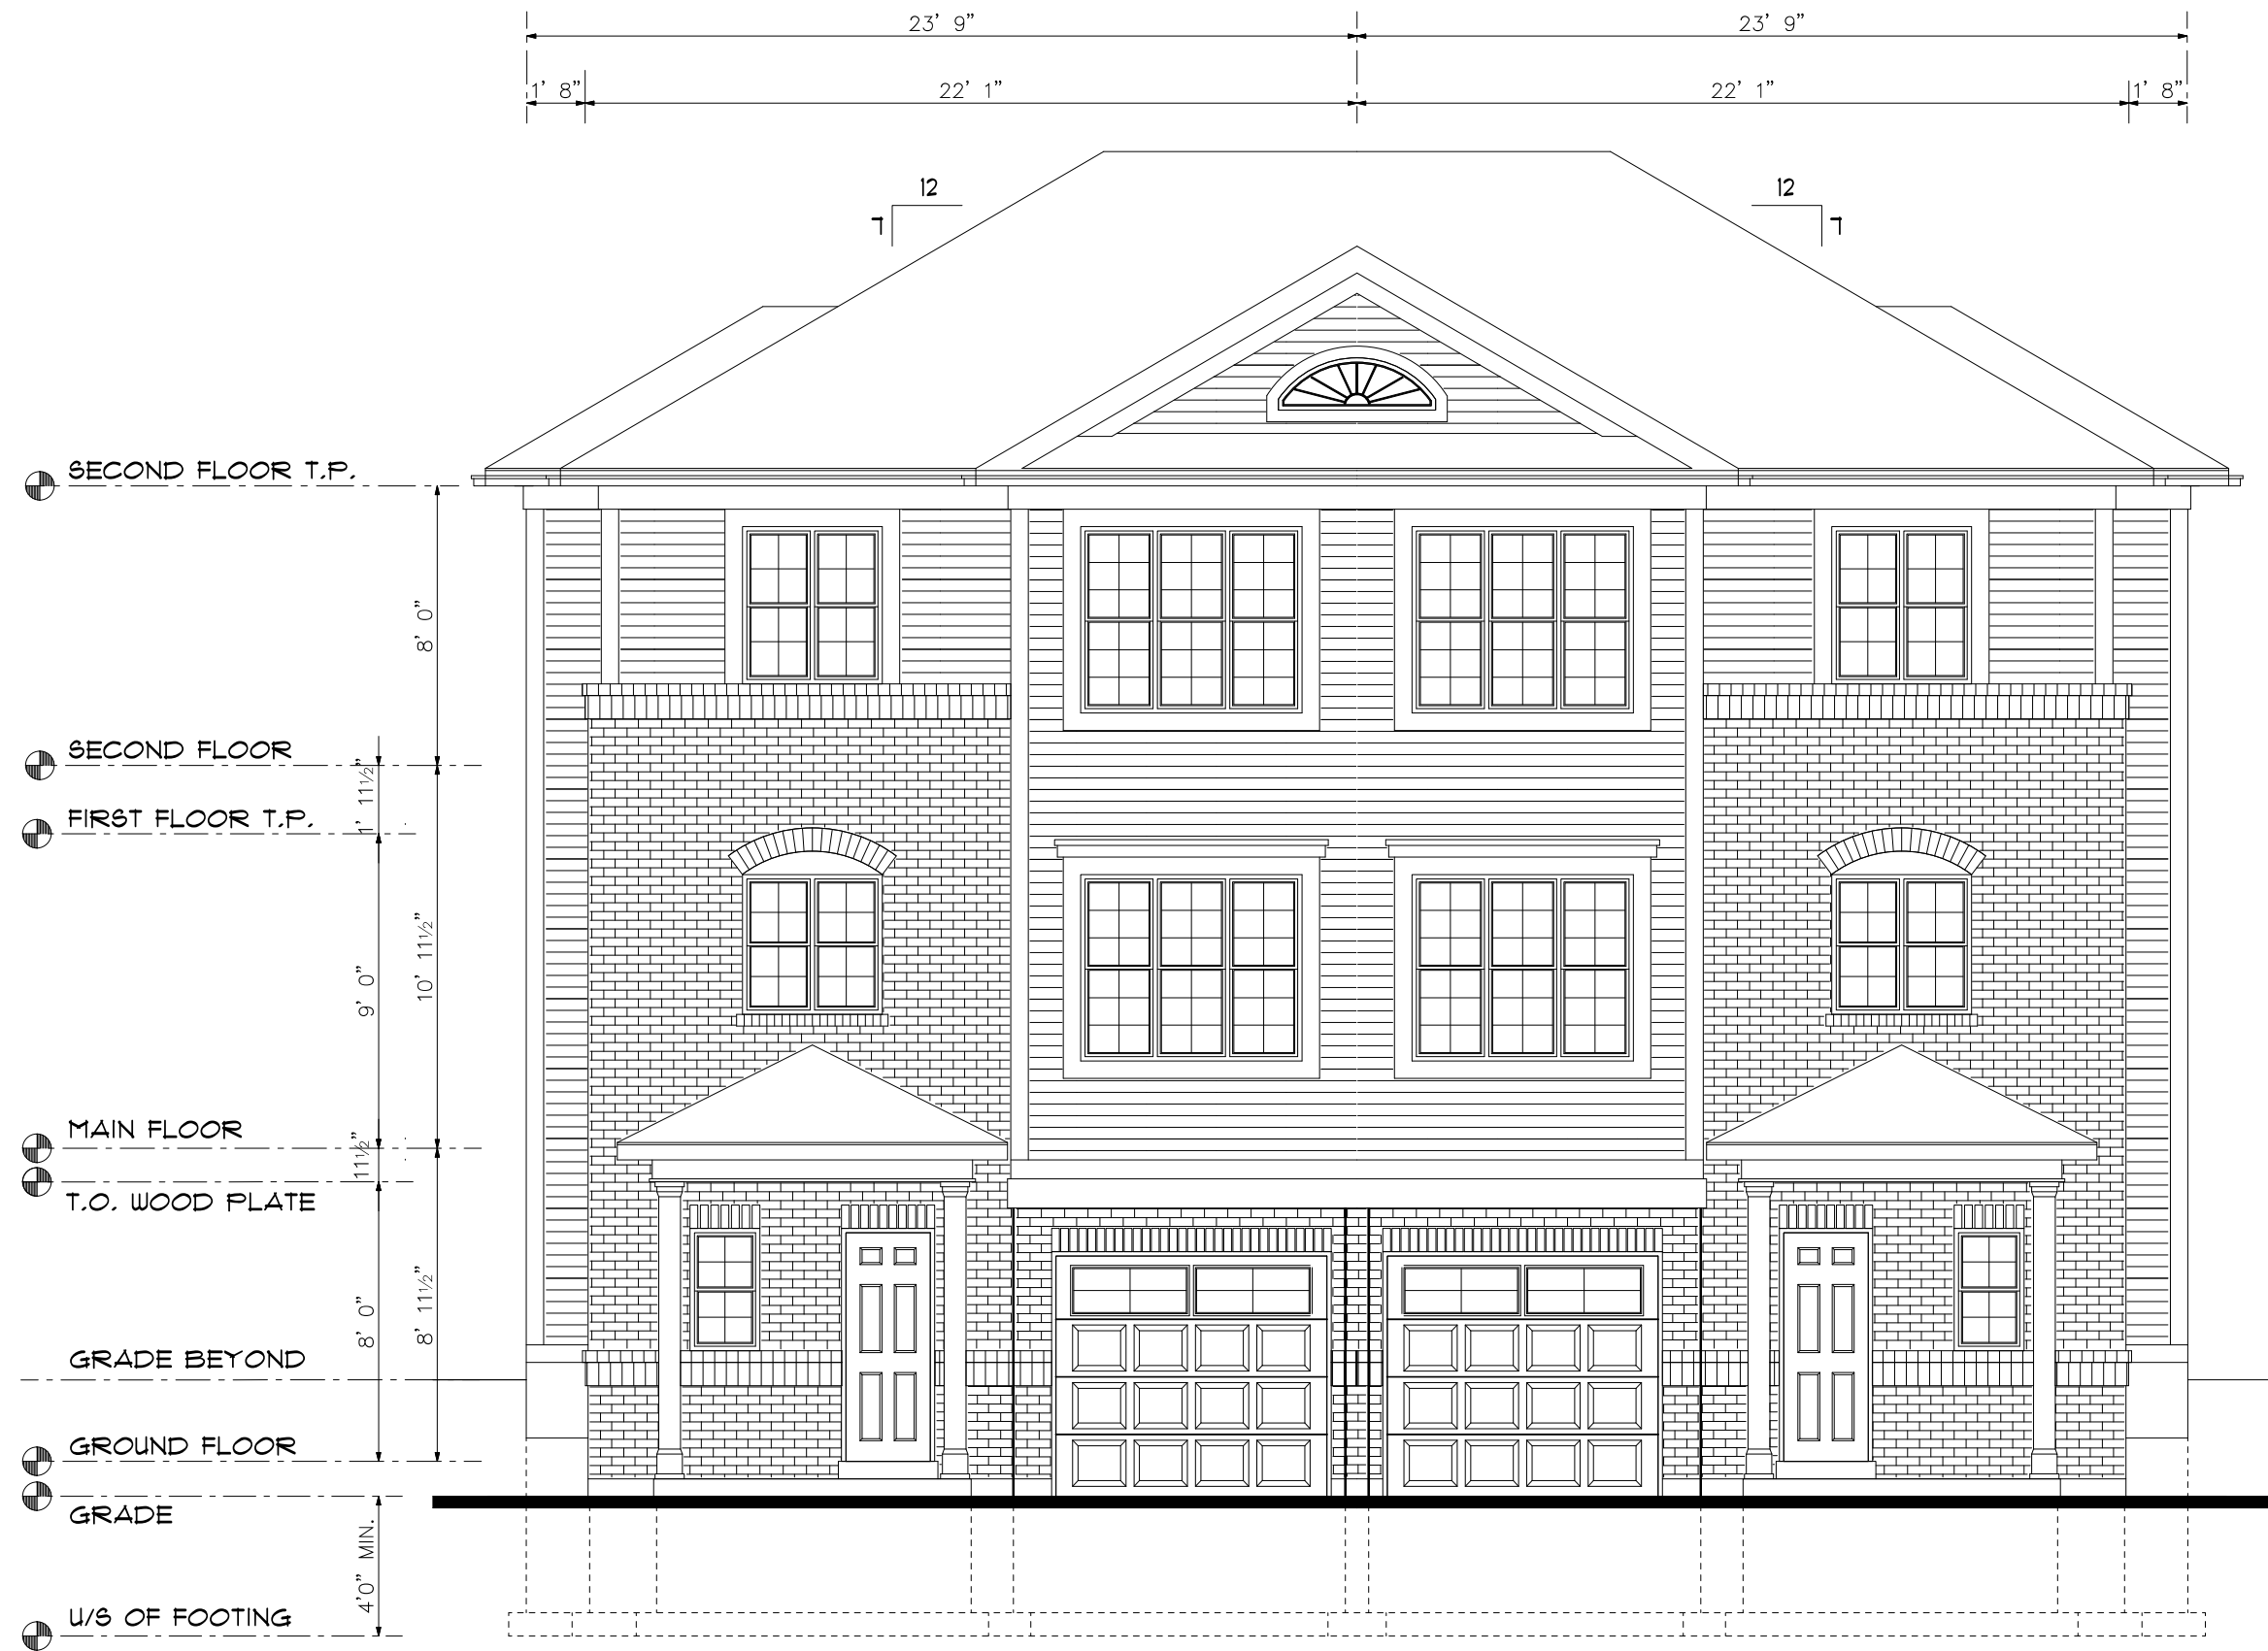 23' 9" 23' 9"
1' 8" 22' 1" 22' 1" 1' 8"
12 12
7 7
SECOND FLOOR T.P.
8' 0"
SECOND FLOOR
1' 11½"
FIRST FLOOR T.P.
9' 0"
10' 11½"
MAIN FLOOR
11½"
T.O. WOOD PLATE
8' 0"
8' 11½"
GRADE BEYOND
GROUND FLOOR
GRADE
4'0" MIN.
U/S OF FOOTING